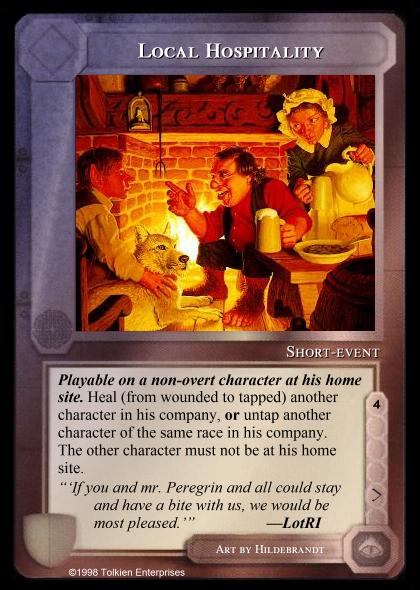 LOCAL HOSPITALITY
SHORT-EVENT
Playable on a non-overt character at his home
site. Heal (from wounded to tapped) another
character in his company, or untap another
character of the same race in his company.
The other character must not be at his home
site.
4
“‘If you and mr. Peregrin and all could stay
and have a bite with us, we would be
most pleased.’” —LotRI
ART BY HILDEBRANDT
©1998 Tolkien Enterprises